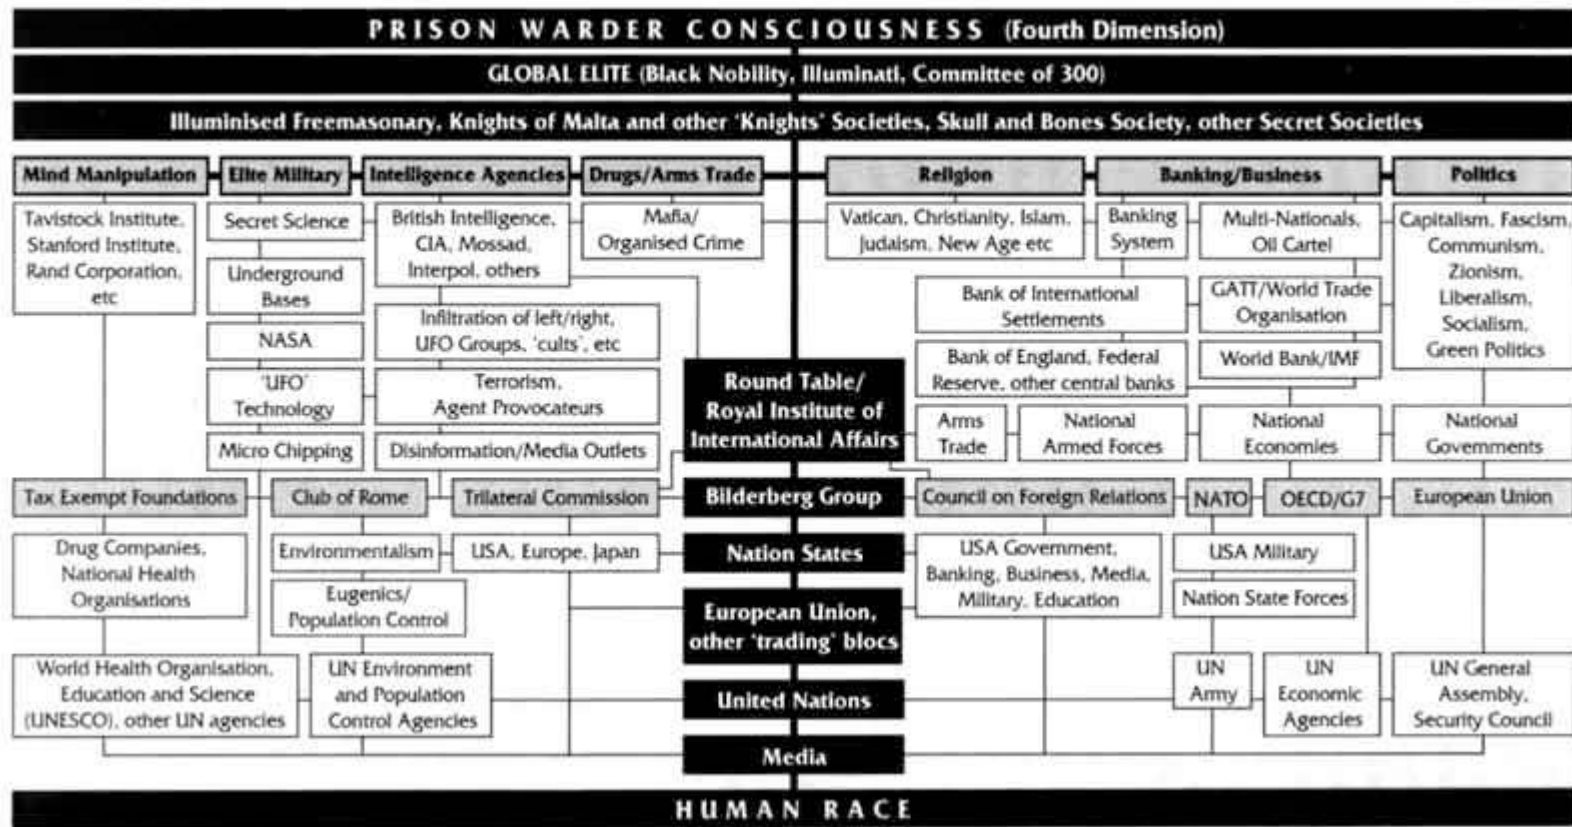 PRISON WARDER CONSCIOUSNESS (Fourth Dimension)
GLOBAL ELITE (Black Nobility, Illuminati, Committee of 300)
Illuminised Freemasonary, Knights of Malta and other 'Knights' Societies, Skull and Bones Society, other Secret Societies
Mind Manipulation
Elite Military
Intelligence Agencies
Drugs/Arms Trade
Religion
Banking/Business
Politics
Tavistock Institute,
Stanford Institute,
Rand Corporation,
etc
Secret Science
Underground
Bases
NASA
'UFO'
Technology
Micro Chipping
British Intelligence,
CIA, Mossad,
Interpol, others
Infiltration of left/right,
UFO Groups, 'cults', etc
Terrorism,
Agent Provocateurs
Disinformation/Media Outlets
Mafia/
Organised Crime
Vatican, Christianity, Islam,
Judaism, New Age etc
Banking
System
Multi-Nationals,
Oil Cartel
Bank of International
Settlements
GATT/World Trade
Organisation
Bank of England, Federal
Reserve, other central banks
World Bank/IMF
Capitalism, Fascism,
Communism,
Zionism,
Liberalism,
Socialism,
Green Politics
Round Table/
Royal Institute of
International Affairs
Arms
Trade
National
Armed Forces
National
Economies
National
Governments
Tax Exempt Foundations
Club of Rome
Trilateral Commission
Bilderberg Group
Council on Foreign Relations
NATO
OECD/G7
European Union
Drug Companies,
National Health
Organisations
Environmentalism
Eugenics/
Population Control
USA, Europe, Japan
Nation States
USA Government,
Banking, Business, Media,
Military, Education
USA Military
Nation State Forces
European Union,
other 'trading' blocs
World Health Organisation,
Education and Science
(UNESCO), other UN agencies
UN Environment
and Population
Control Agencies
United Nations
UN
Army
UN
Economic
Agencies
UN General
Assembly,
Security Council
Media
HUMAN RACE